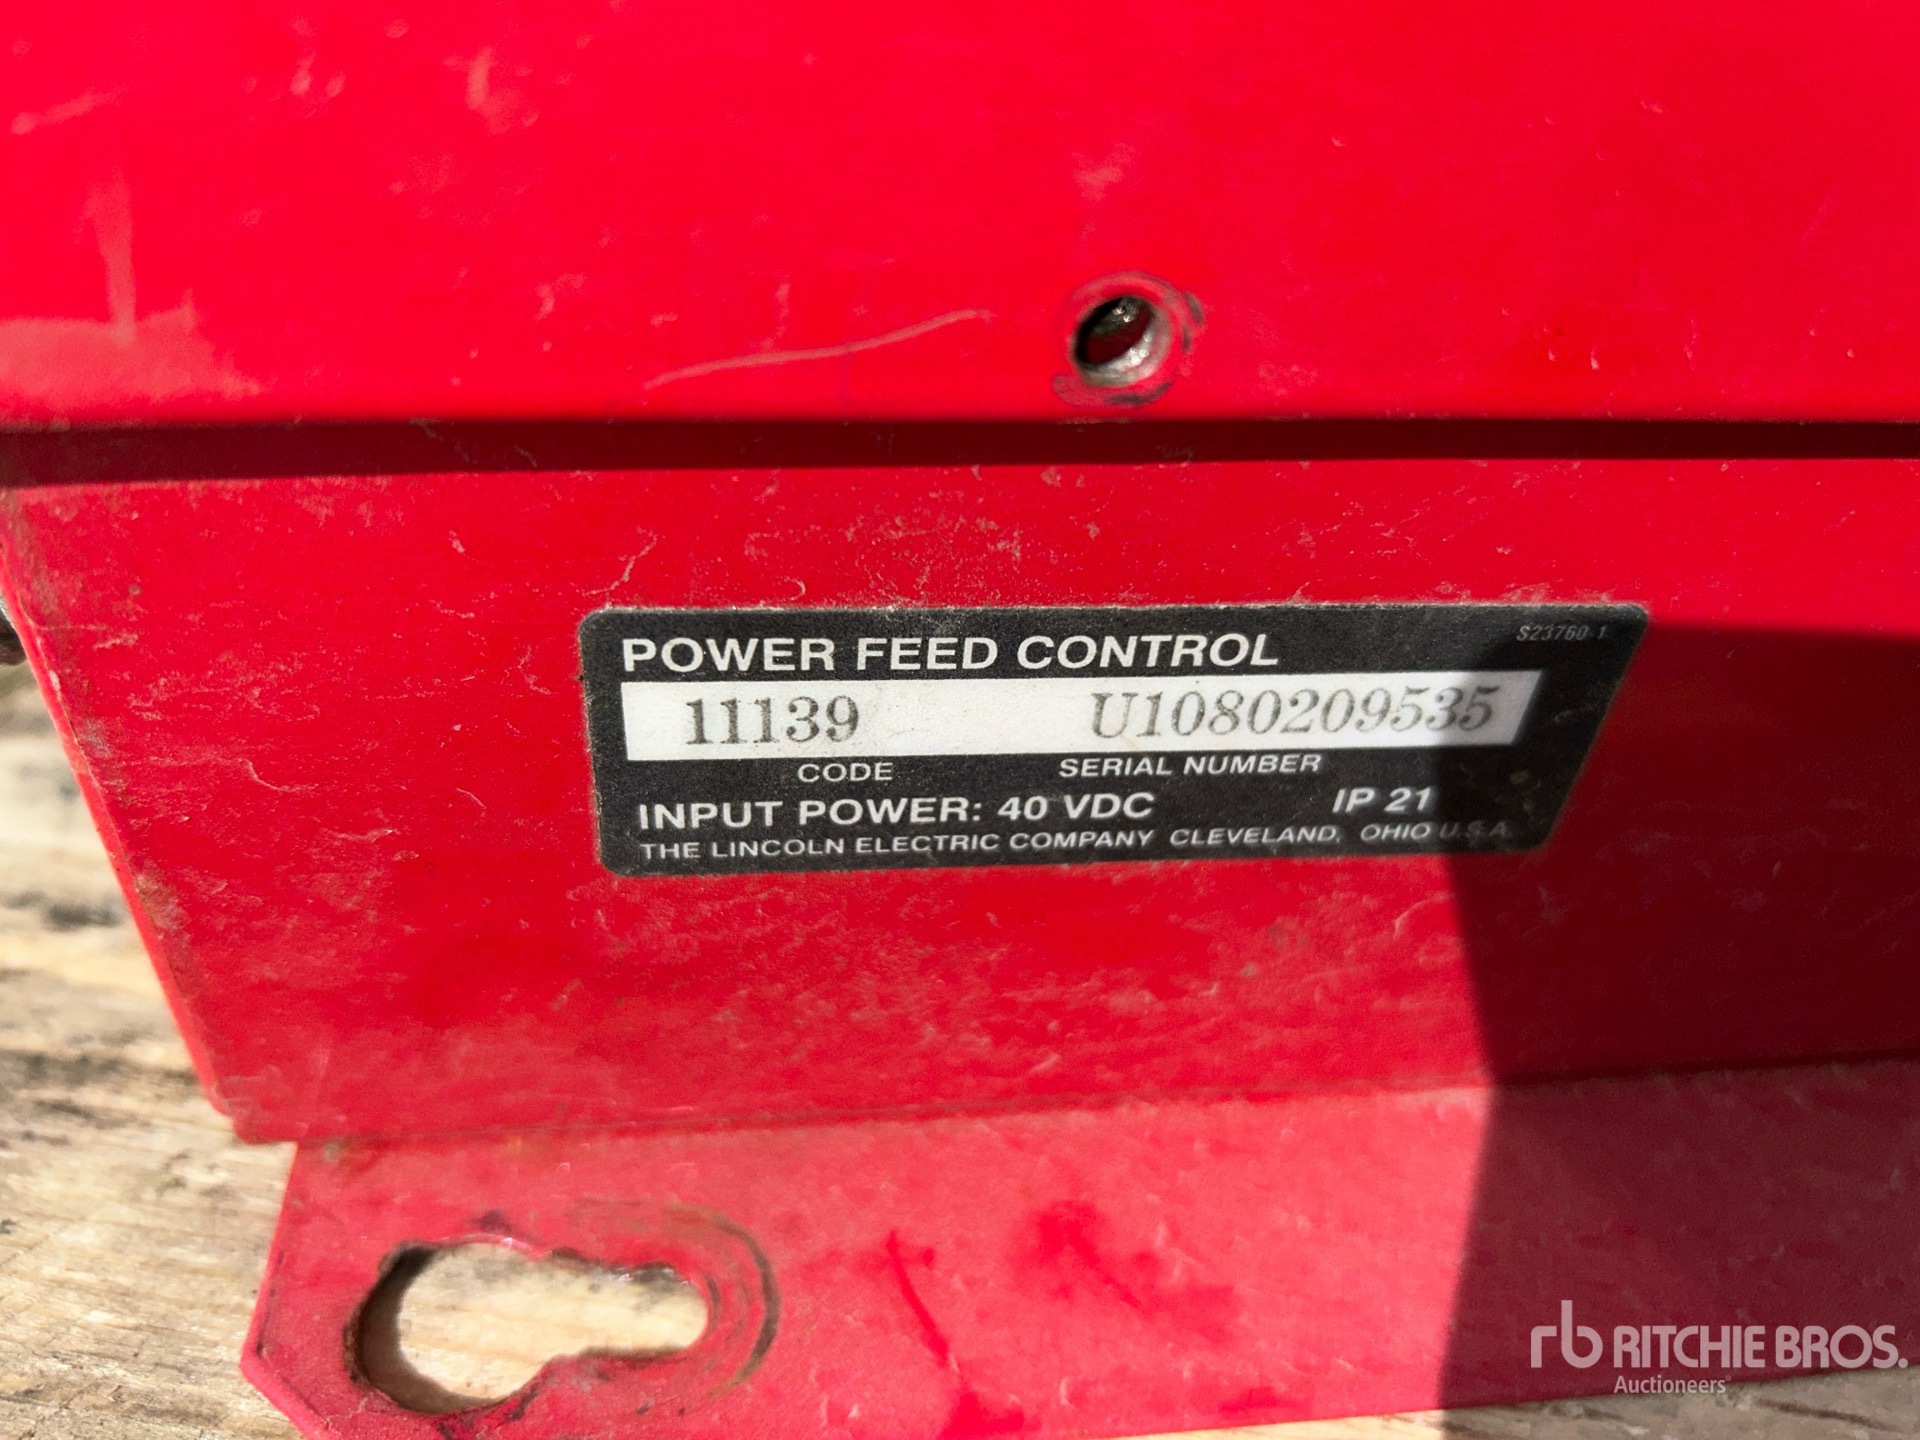 POWER FEED CONTROL S23760-1
11139 U1080209535
CODE SERIAL NUMBER
INPUT POWER: 40 VDC IP 21
THE LINCOLN ELECTRIC COMPANY CLEVELAND, OHIO U.S.A.
rb RITCHIE BROS.
Auctioneers